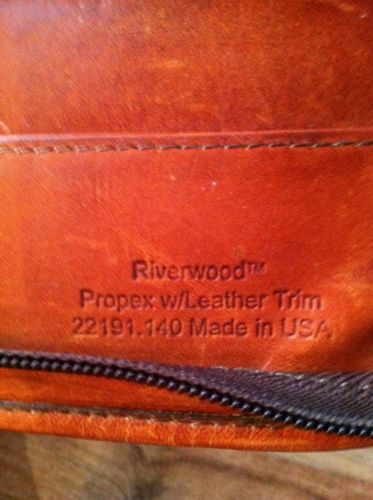 Riverwood™
Propex w/Leather Trim
22191.140 Made in USA